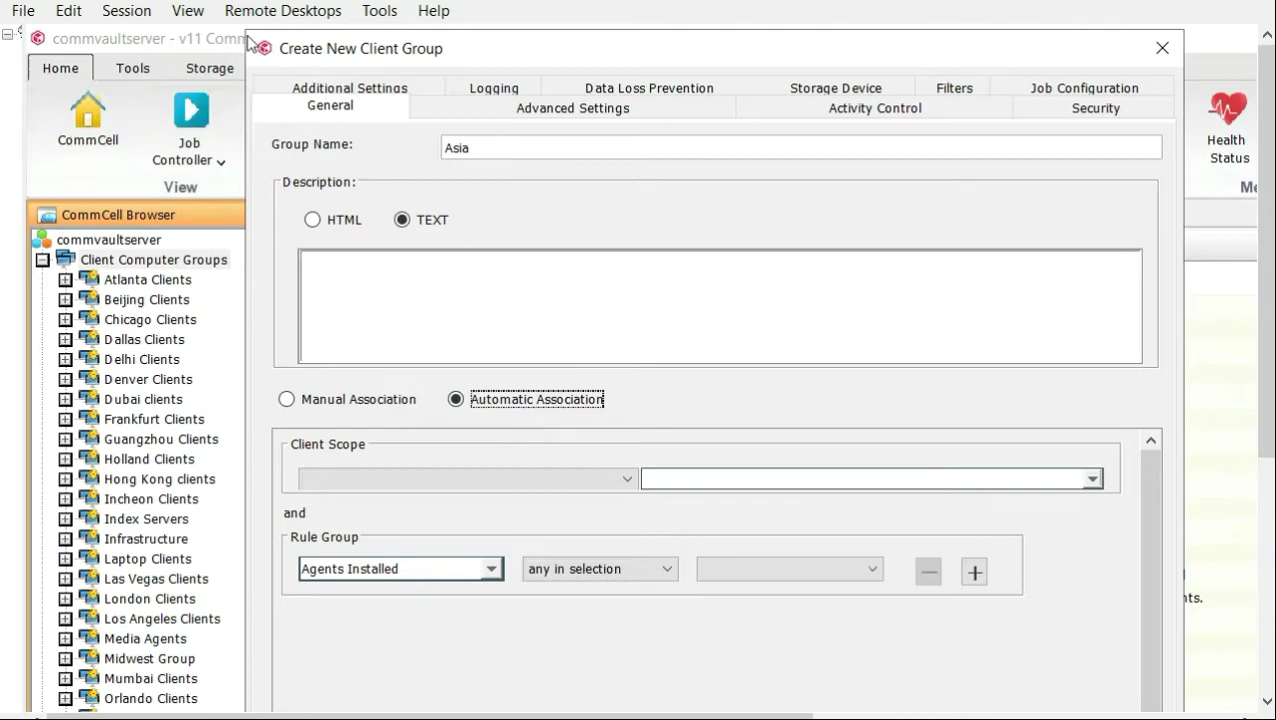 File Edit Session View Remote Desktops Tools Help
commvaultserver - v11 Comm
Create New Client Group
Home Tools Storage
Additional Settings Logging Data Loss Prevention Storage Device Filters Job Configuration
General Advanced Settings Activity Control Security
CommCell
Job
Controller
View
Health
Status
Group Name: Asia
Description:
HTML TEXT
CommCell Browser
commvaultserver
Client Computer Groups
Atlanta Clients
Beijing Clients
Chicago Clients
Dallas Clients
Delhi Clients
Denver Clients
Dubai clients
Frankfurt Clients
Guangzhou Clients
Holland Clients
Hong Kong clients
Incheon Clients
Index Servers
Infrastructure
Laptop Clients
Las Vegas Clients
London Clients
Los Angeles Clients
Media Agents
Midwest Group
Mumbai Clients
Orlando Clients
Manual Association Automatic Association
Client Scope
and
Rule Group
Agents Installed any in selection
nts.